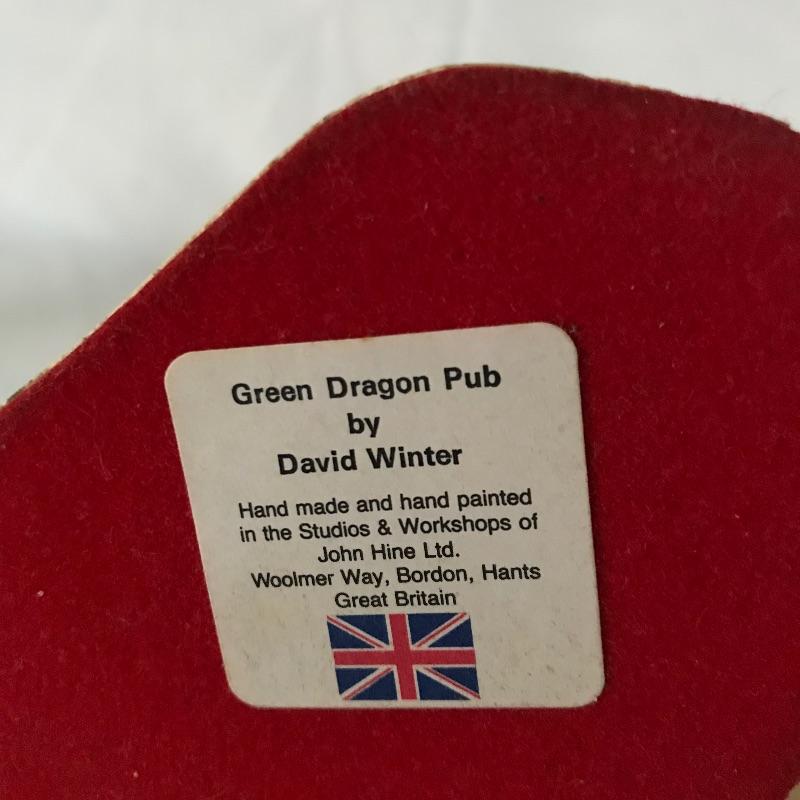 Green Dragon Pub
by
David Winter
Hand made and hand painted
in the Studios & Workshops of
John Hine Ltd.
Woolmer Way, Bordon, Hants
Great Britain